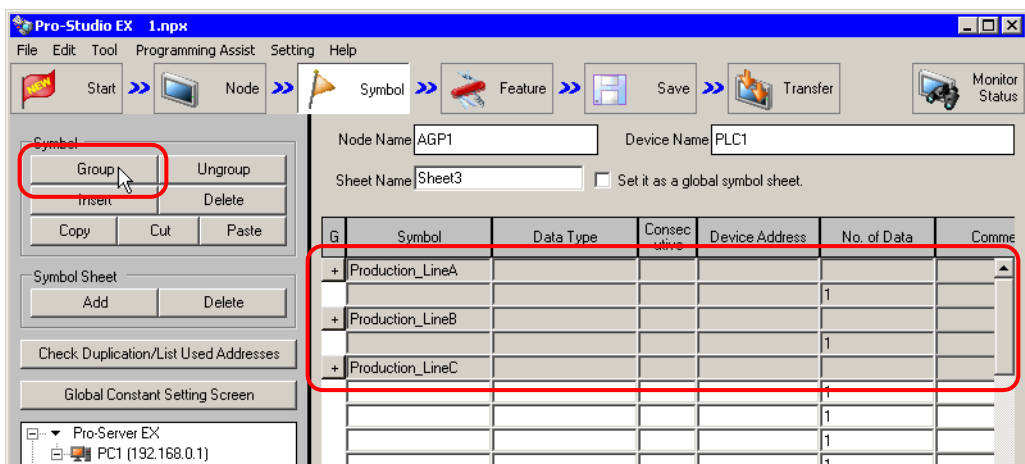 Pro-Studio EX 1.npx
File Edit Tool Programming Assist Setting Help
NEW Start Node Symbol Feature Save Transfer Monitor Status
Symbol
Group Ungroup
Insert Delete
Copy Cut Paste
Symbol Sheet
Add Delete
Check Duplication/List Used Addresses
Global Constant Setting Screen
Pro-Server EX
PC1 (192.168.0.1)
Node Name AGP1 Device Name PLC1
Sheet Name Sheet3 Set it as a global symbol sheet.
G Symbol Data Type Consecutive Device Address No. of Data Comme
+ Production_LineA
1
+ Production_LineB
1
+ Production_LineC
1
1
1
1